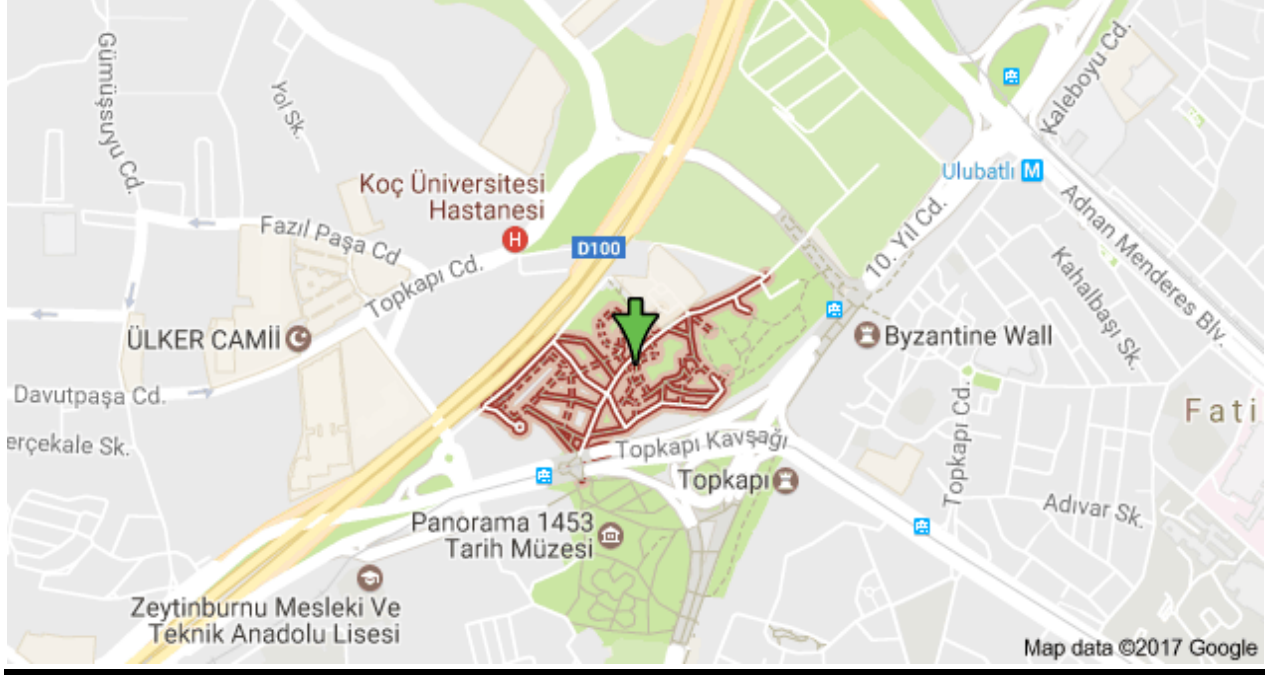 Gümüşsuyu Cd.
Yol Sk.
Kaleboyu Cd.
Ulubatlı M
Koç Üniversitesi
Hastanesi
H
Fazıl Paşa Cd
D100
10. Yıl Cd.
Adnan Menderes Blv.
Kahalbaşı Sk.
Topkapı Cd.
ÜLKER CAMİİ
Byzantine Wall
Davutpaşa Cd.
Fati
erçekale Sk.
Topkapı Kavşağı
Topkapı Cd.
Topkapı
Adıvar Sk.
Panorama 1453
Tarih Müzesi
Zeytinburnu Mesleki Ve
Teknik Anadolu Lisesi
Map data ©2017 Google